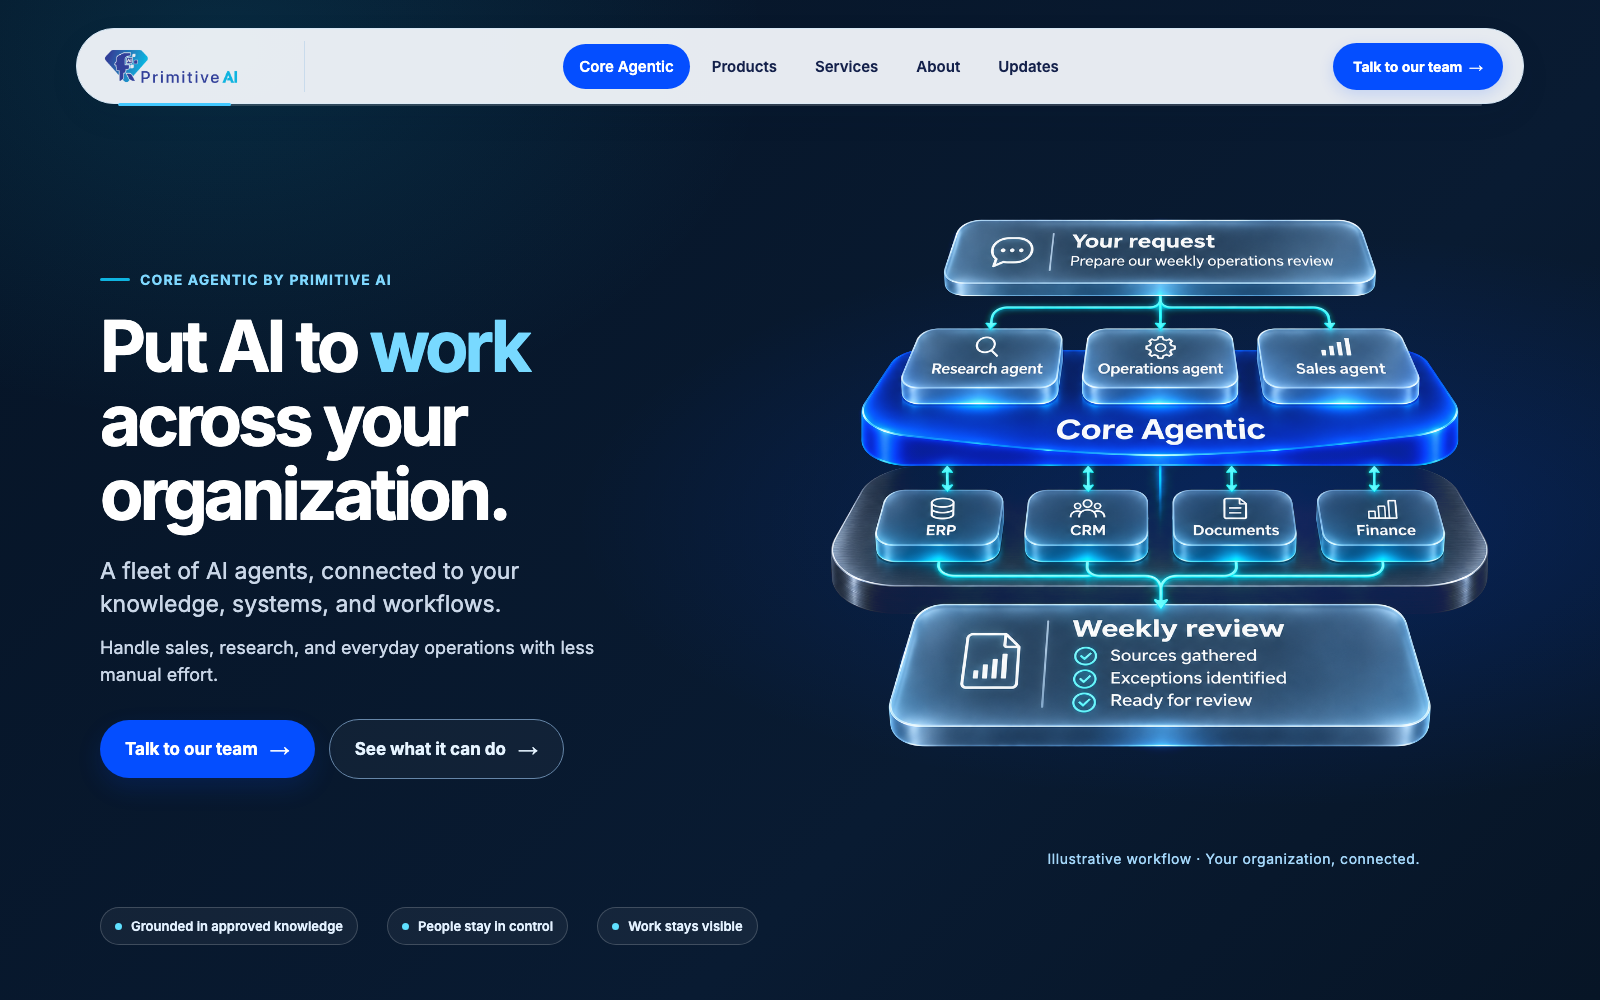 Primitive AI
Core Agentic
Products
Services
About
Updates
Talk to our team →
CORE AGENTIC BY PRIMITIVE AI
Put AI to work
across your
organization.
A fleet of AI agents, connected to your
knowledge, systems, and workflows.
Handle sales, research, and everyday operations with less
manual effort.
Talk to our team →
See what it can do →
Your request
Prepare our weekly operations review
Research agent
Operations agent
Sales agent
Core Agentic
ERP
CRM
Documents
Finance
Weekly review
Sources gathered
Exceptions identified
Ready for review
Illustrative workflow · Your organization, connected.
Grounded in approved knowledge
People stay in control
Work stays visible